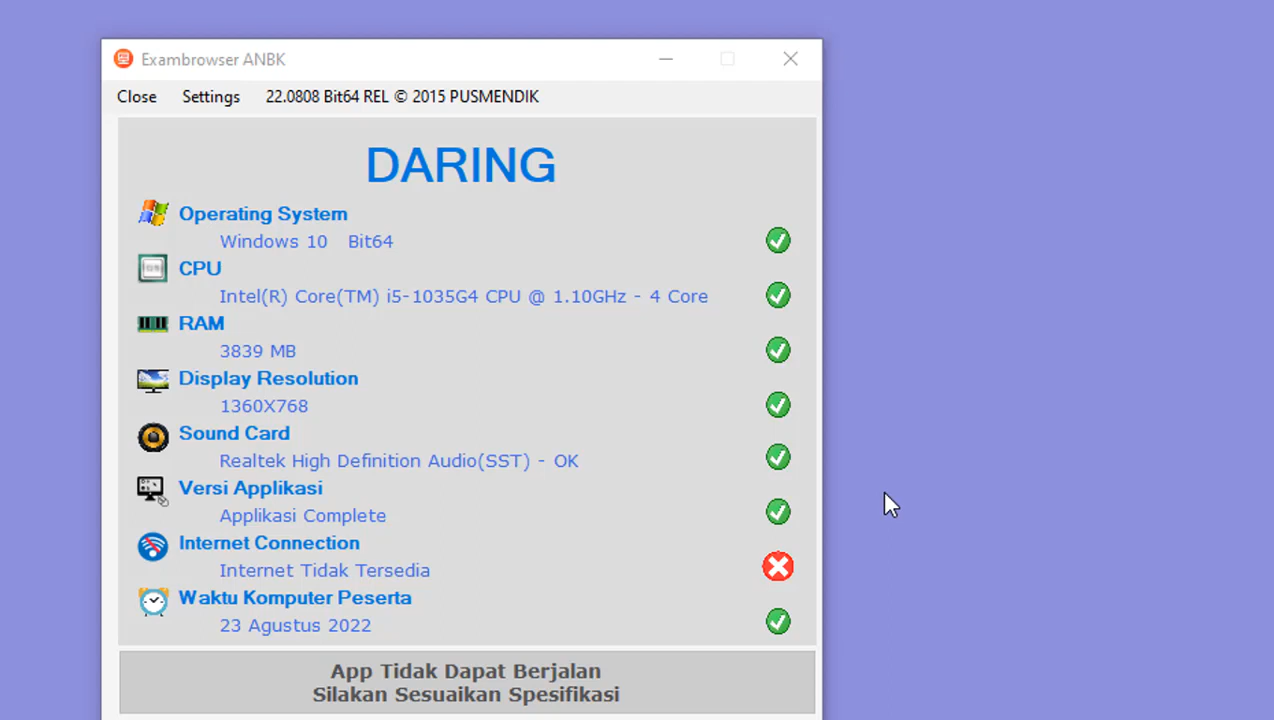 Exambrowser ANBK
Close Settings 22.0808 Bit64 REL © 2015 PUSMENDIK
DARING
Operating System
Windows 10 Bit64
CPU
Intel(R) Core(TM) i5-1035G4 CPU @ 1.10GHz - 4 Core
RAM
3839 MB
Display Resolution
1360X768
Sound Card
Realtek High Definition Audio(SST) - OK
Versi Applikasi
Applikasi Complete
Internet Connection
Internet Tidak Tersedia
Waktu Komputer Peserta
23 Agustus 2022
App Tidak Dapat Berjalan
Silakan Sesuaikan Spesifikasi